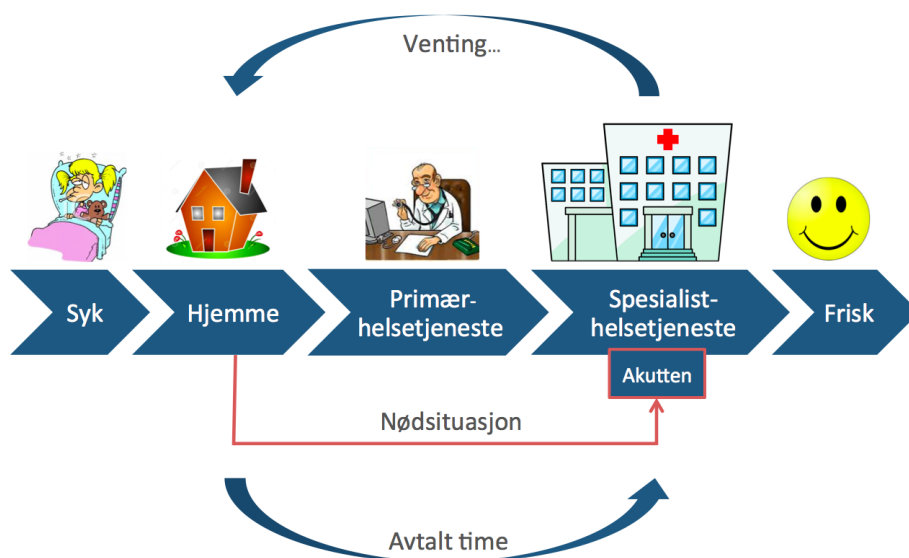 Venting...
Syk
Hjemme
Primær-
helsetjeneste
Spesialist-
helsetjeneste
Frisk
Akutten
Nødsituasjon
Avtalt time